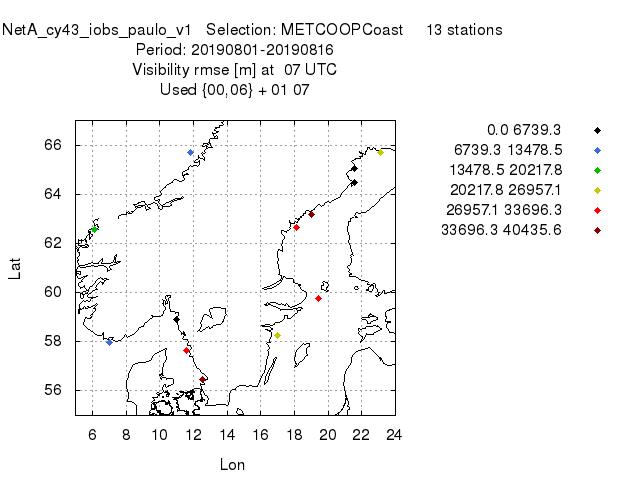 NetA_cy43_iobs_paulo_v1 Selection: METCOOPCoast 13 stations
Period: 20190801-20190816
Visibility rmse [m] at 07 UTC
Used {00,06} + 01 07
0.0 6739.3
6739.3 13478.5
13478.5 20217.8
20217.8 26957.1
26957.1 33696.3
33696.3 40435.6
66
64
62
60
58
56
Lat
6 8 10 12 14 16 18 20 22 24
Lon